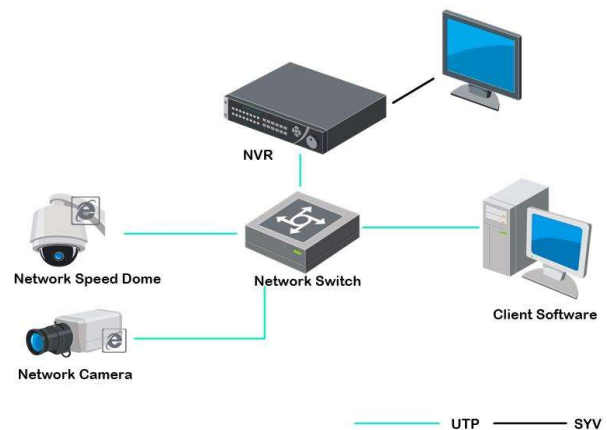 NVR
Network Speed Dome
Network Switch
Client Software
Network Camera
UTP
SYV